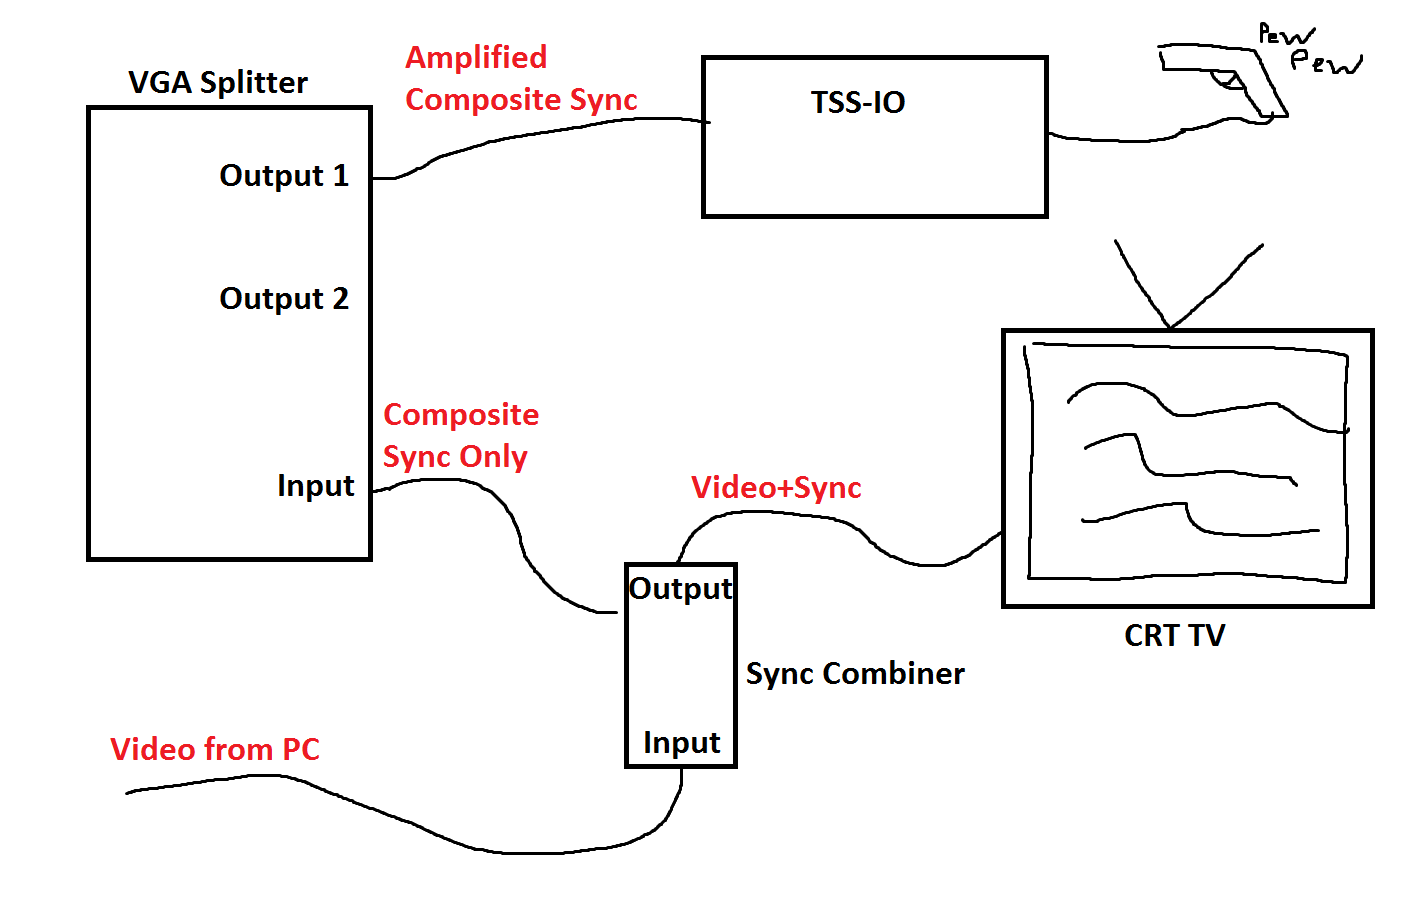 VGA Splitter
Amplified
Composite Sync
TSS-IO
Pew
Pew
Output 1
Output 2
Composite
Sync Only
Input
Video+Sync
Output
CRT TV
Sync Combiner
Input
Video from PC